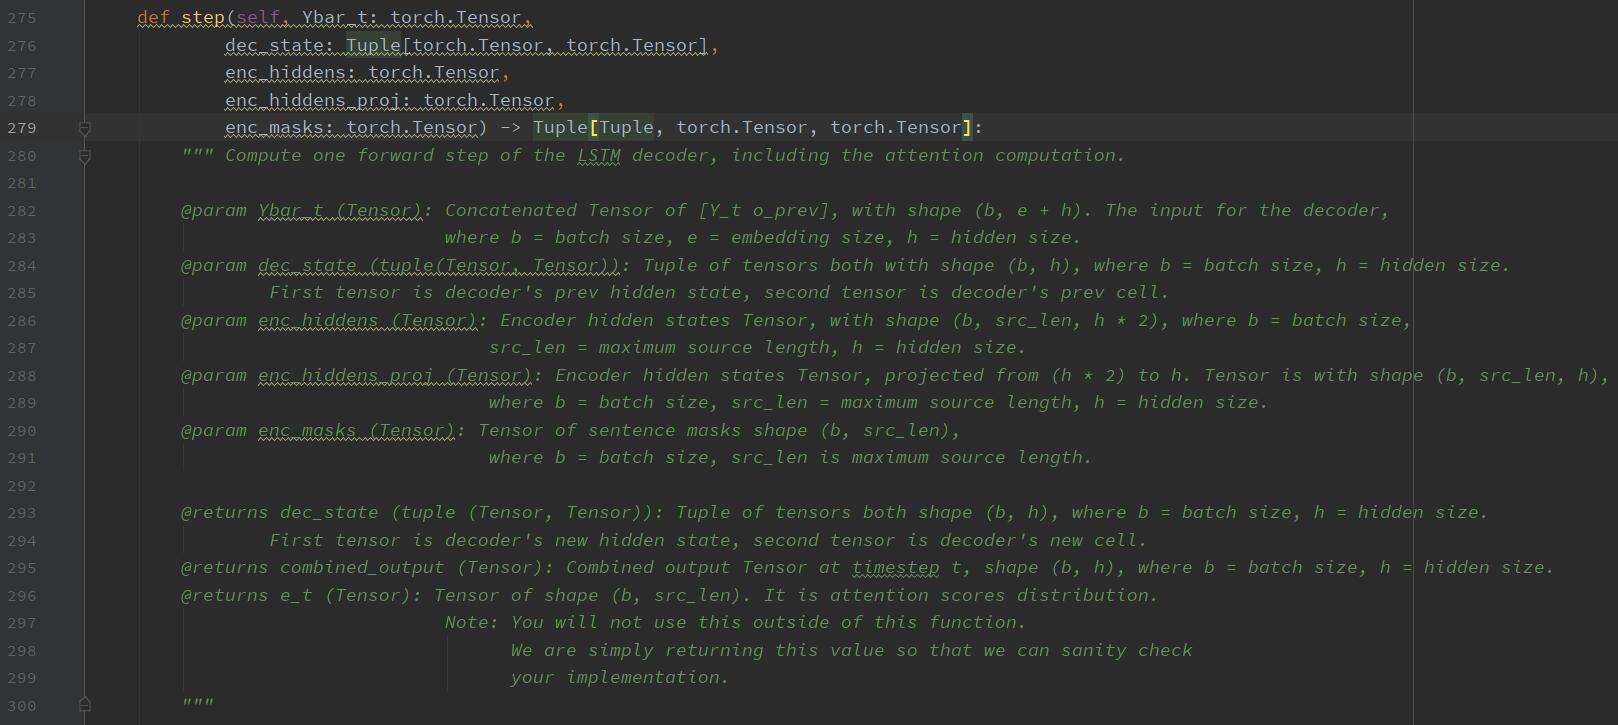 275 def step(self, Ybar_t: torch.Tensor,
276 dec_state: Tuple[torch.Tensor, torch.Tensor],
277 enc_hiddens: torch.Tensor,
278 enc_hiddens_proj: torch.Tensor,
279 enc_masks: torch.Tensor) -> Tuple[Tuple, torch.Tensor, torch.Tensor]:
280 """ Compute one forward step of the LSTM decoder, including the attention computation.
281
282 @param Ybar_t (Tensor): Concatenated Tensor of [Y_t o_prev], with shape (b, e + h). The input for the decoder,
283 where b = batch size, e = embedding size, h = hidden size.
284 @param dec_state (tuple(Tensor, Tensor)): Tuple of tensors both with shape (b, h), where b = batch size, h = hidden size.
285 First tensor is decoder's prev hidden state, second tensor is decoder's prev cell.
286 @param enc_hiddens (Tensor): Encoder hidden states Tensor, with shape (b, src_len, h * 2), where b = batch size,
287 src_len = maximum source length, h = hidden size.
288 @param enc_hiddens_proj (Tensor): Encoder hidden states Tensor, projected from (h * 2) to h. Tensor is with shape (b, src_len, h),
289 where b = batch size, src_len = maximum source length, h = hidden size.
290 @param enc_masks (Tensor): Tensor of sentence masks shape (b, src_len),
291 where b = batch size, src_len is maximum source length.
292
293 @returns dec_state (tuple (Tensor, Tensor)): Tuple of tensors both shape (b, h), where b = batch size, h = hidden size.
294 First tensor is decoder's new hidden state, second tensor is decoder's new cell.
295 @returns combined_output (Tensor): Combined output Tensor at timestep t, shape (b, h), where b = batch size, h = hidden size.
296 @returns e_t (Tensor): Tensor of shape (b, src_len). It is attention scores distribution.
297 Note: You will not use this outside of this function.
298 We are simply returning this value so that we can sanity check
299 your implementation.
300 """